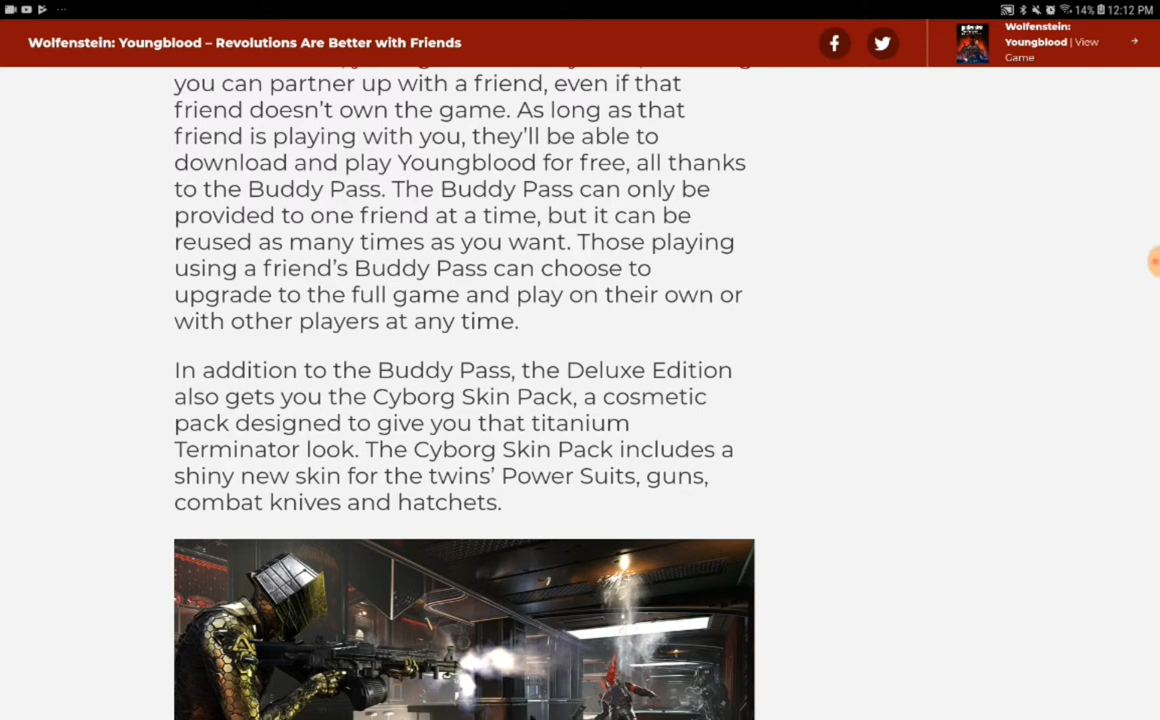 14% 12:12 PM
Wolfenstein: Youngblood – Revolutions Are Better with Friends
Wolfenstein:
Youngblood | View
Game
you can partner up with a friend, even if that
friend doesn't own the game. As long as that
friend is playing with you, they'll be able to
download and play Youngblood for free, all thanks
to the Buddy Pass. The Buddy Pass can only be
provided to one friend at a time, but it can be
reused as many times as you want. Those playing
using a friend's Buddy Pass can choose to
upgrade to the full game and play on their own or
with other players at any time.
In addition to the Buddy Pass, the Deluxe Edition
also gets you the Cyborg Skin Pack, a cosmetic
pack designed to give you that titanium
Terminator look. The Cyborg Skin Pack includes a
shiny new skin for the twins' Power Suits, guns,
combat knives and hatchets.